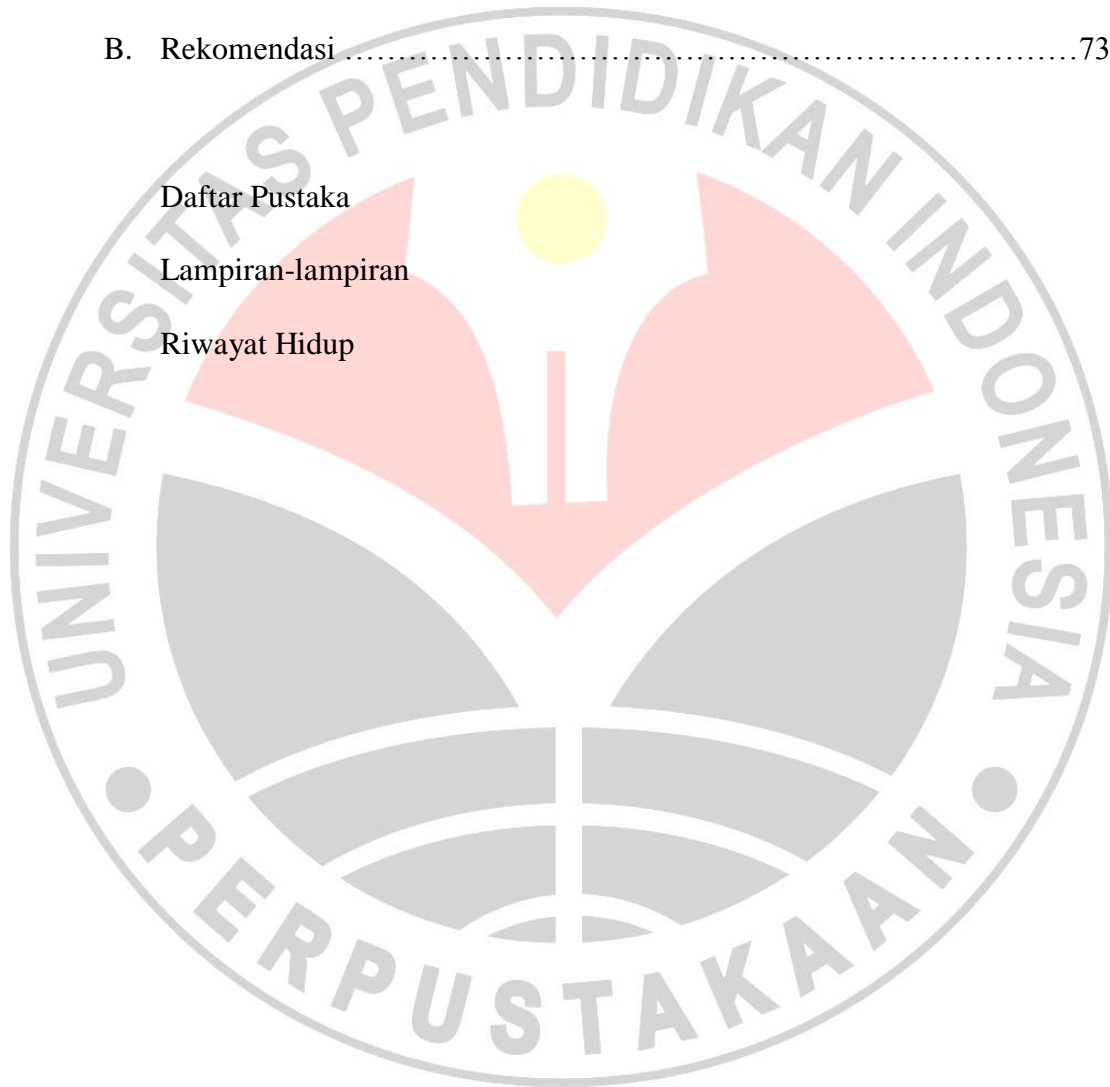 B. Rekomendasi ……………………………………………………………73
Daftar Pustaka
Lampiran-lampiran
Riwayat Hidup
UNIVERSITAS PENDIDIKAN INDONESIA
PERPUSTAKAAN